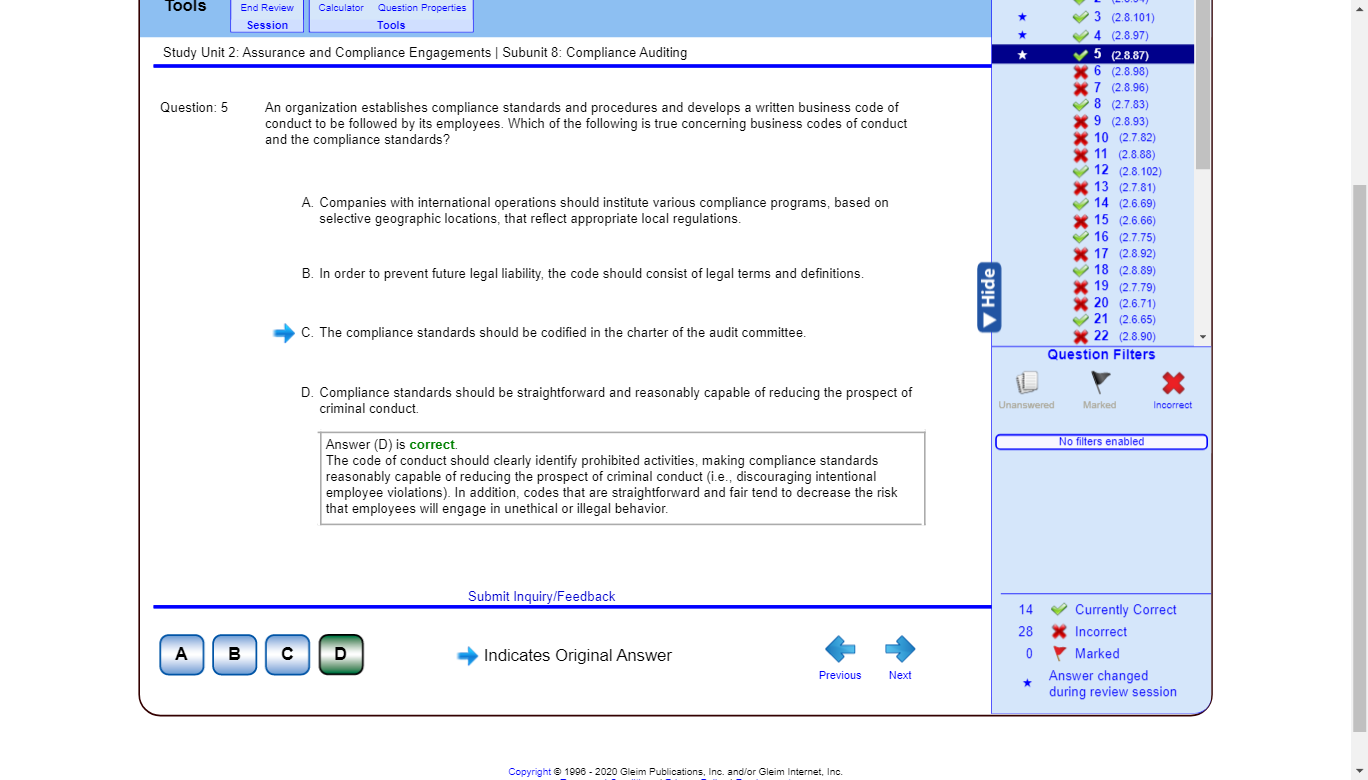 Tools
End Review
Session
Calculator Question Properties
Tools
Study Unit 2: Assurance and Compliance Engagements | Subunit 8: Compliance Auditing
Question: 5
An organization establishes compliance standards and procedures and develops a written business code of
conduct to be followed by its employees. Which of the following is true concerning business codes of conduct
and the compliance standards?
A. Companies with international operations should institute various compliance programs, based on
selective geographic locations, that reflect appropriate local regulations.
B. In order to prevent future legal liability, the code should consist of legal terms and definitions.
C. The compliance standards should be codified in the charter of the audit committee.
D. Compliance standards should be straightforward and reasonably capable of reducing the prospect of
criminal conduct.
Answer (D) is correct.
The code of conduct should clearly identify prohibited activities, making compliance standards
reasonably capable of reducing the prospect of criminal conduct (i.e., discouraging intentional
employee violations). In addition, codes that are straightforward and fair tend to decrease the risk
that employees will engage in unethical or illegal behavior.
Submit Inquiry/Feedback
A B C D
Indicates Original Answer
Previous Next
Hide
3 (2.8.101)
4 (2.8.97)
5 (2.8.87)
6 (2.8.98)
7 (2.8.96)
8 (2.7.83)
9 (2.8.93)
10 (2.7.82)
11 (2.8.88)
12 (2.8.102)
13 (2.7.81)
14 (2.6.69)
15 (2.6.66)
16 (2.7.75)
17 (2.8.92)
18 (2.8.89)
19 (2.7.79)
20 (2.6.71)
21 (2.6.65)
22 (2.8.90)
Question Filters
Unanswered Marked Incorrect
No filters enabled
14 Currently Correct
28 Incorrect
0 Marked
Answer changed
during review session
Copyright © 1996 - 2020 Gleim Publications, Inc. and/or Gleim Internet, Inc.